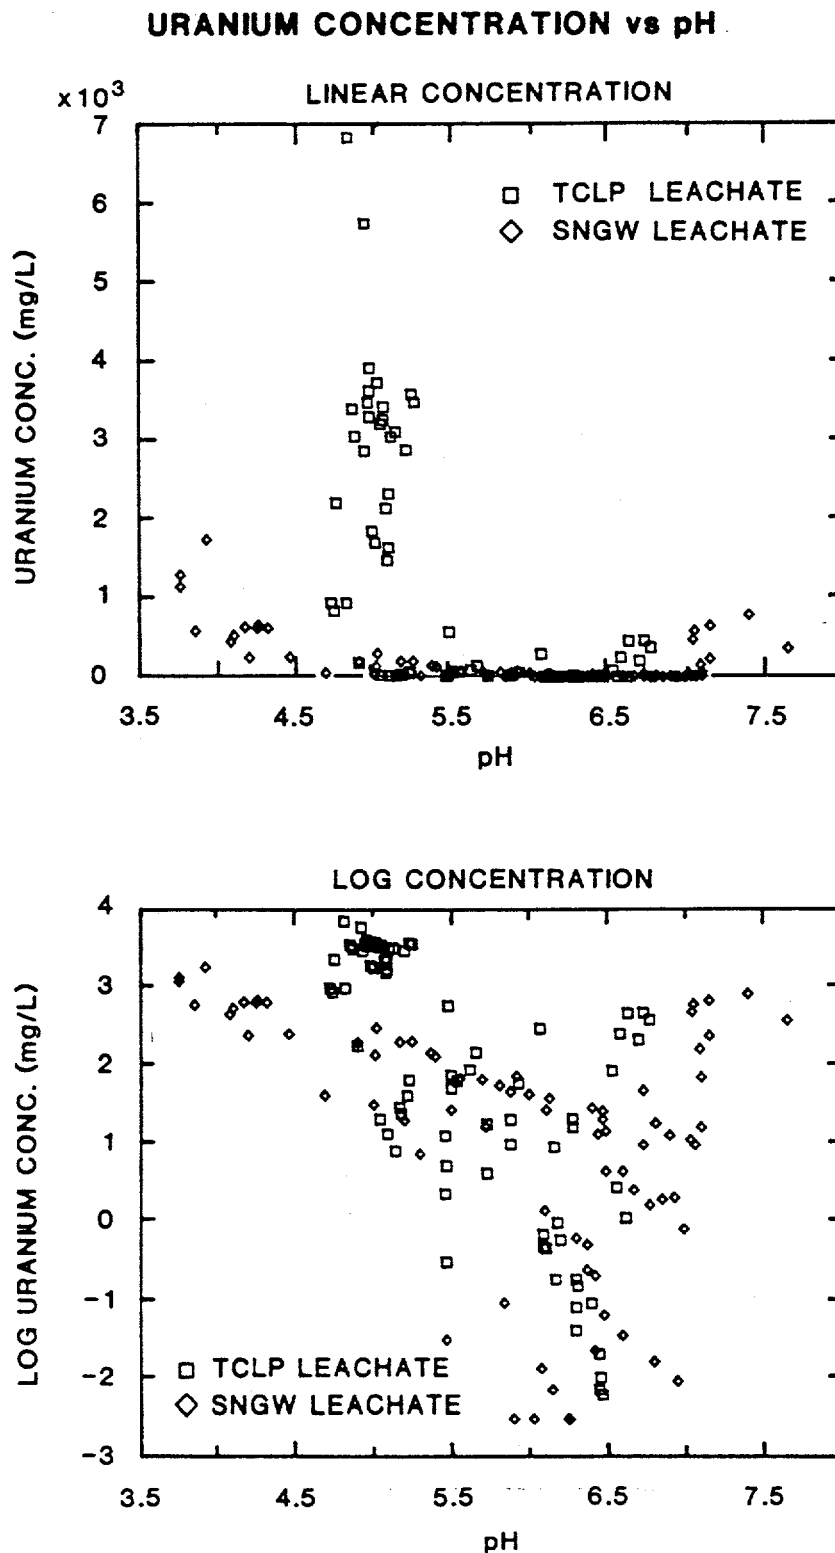 URANIUM CONCENTRATION vs pH
x10³ LINEAR CONCENTRATION
7
6
5
4
3
2
1
0
URANIUM CONC. (mg/L)
□ TCLP LEACHATE
◇ SNGW LEACHATE
3.5 4.5 5.5 6.5 7.5
pH
LOG CONCENTRATION
4
3
2
1
0
-1
-2
-3
LOG URANIUM CONC. (mg/L)
□ TCLP LEACHATE
◇ SNGW LEACHATE
3.5 4.5 5.5 6.5 7.5
pH